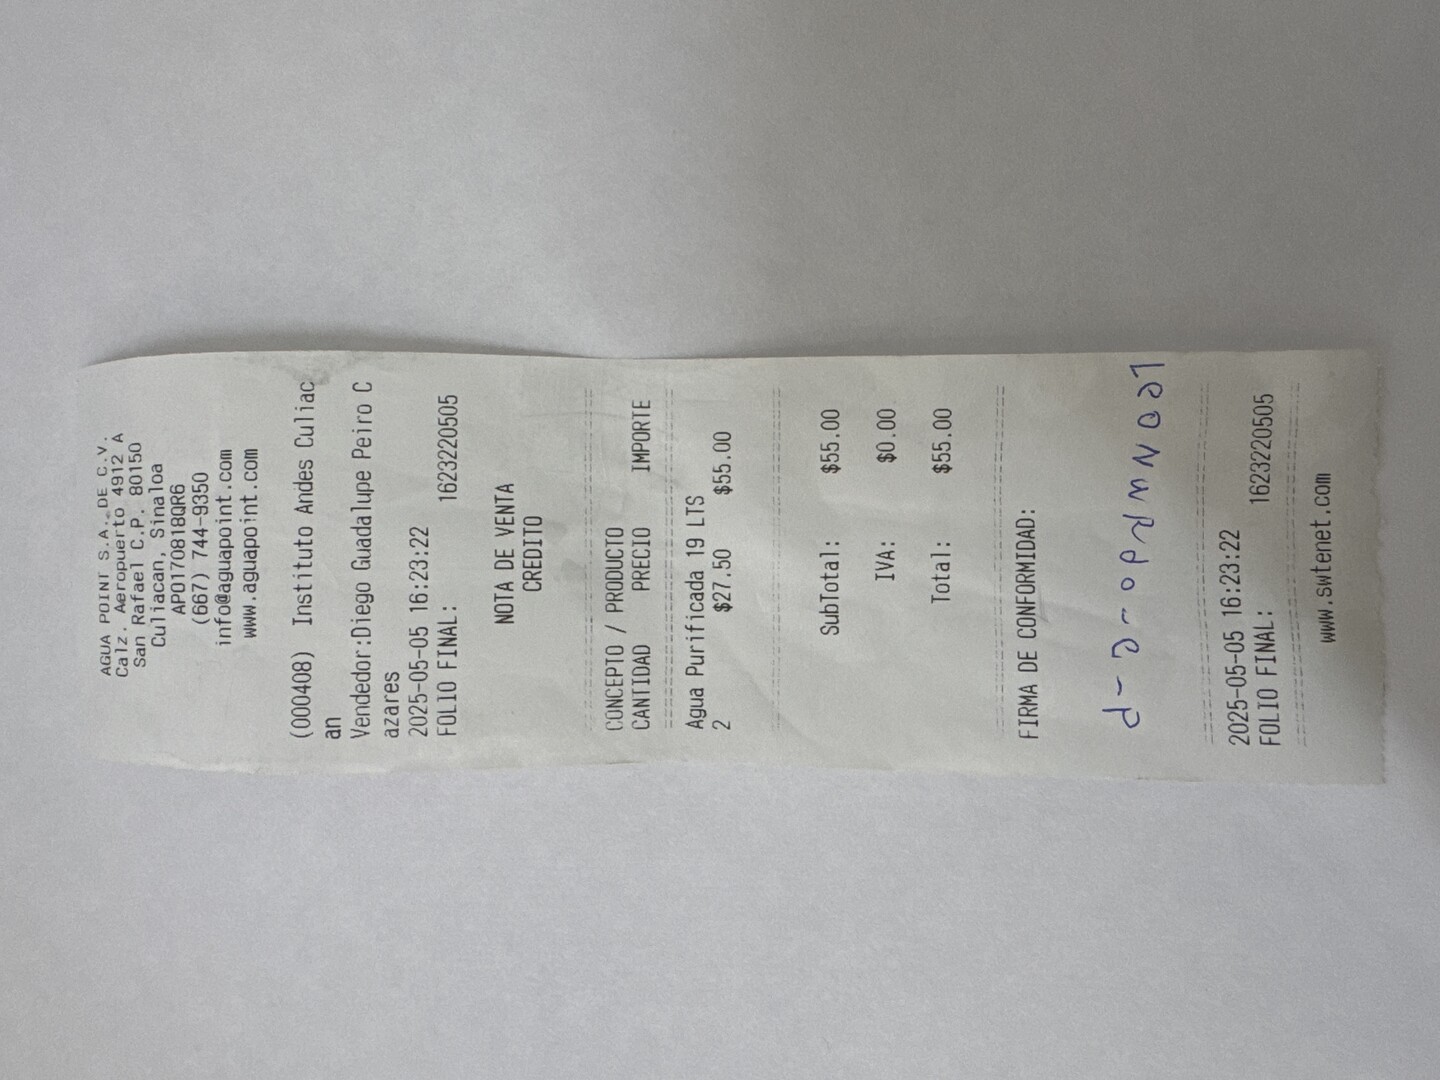 AGUA POINT S.A. DE C.V.
Calz. Aeropuerto 4912 A
San Rafael C.P. 80150
Culiacan, Sinaloa
APO170818QR6
(667) 744-9350
info@aguapoint.com
www.aguapoint.com
(000408) Instituto Andes Culiac
an
Vendedor:Diego Guadalupe Peiro C
azares
2025-05-05 16:23:22
FOLIO FINAL: 1623220505
NOTA DE VENTA
CREDITO
CONCEPTO / PRODUCTO
CANTIDAD PRECIO IMPORTE
Agua Purificada 19 LTS
2 $27.50 $55.00
SubTotal: $55.00
IVA: $0.00
Total: $55.00
FIRMA DE CONFORMIDAD:
2025-05-05 16:23:22
FOLIO FINAL: 1623220505
www.swtenet.com